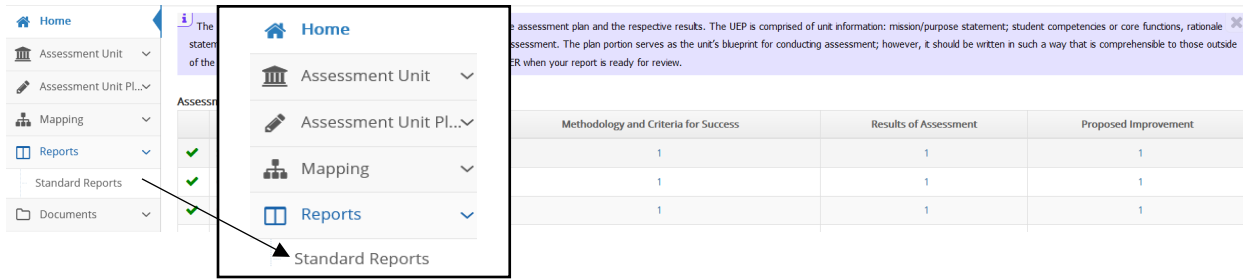 Home
Assessment Unit
Assessment Unit Pl...
Mapping
Reports
Standard Reports
Documents
i The
statem
of the
Home
Assessment Unit
Assessment Unit Pl...
Mapping
Reports
Standard Reports
e assessment plan and the respective results. The UEP is comprised of unit information: mission/purpose statement; student competencies or core functions, rationale
ssessment. The plan portion serves as the unit's blueprint for conducting assessment; however, it should be written in such a way that is comprehensible to those outside
ER when your report is ready for review.
Assessm
Methodology and Criteria for Success Results of Assessment Proposed Improvement
1 1 1
1 1 1
1 1 1